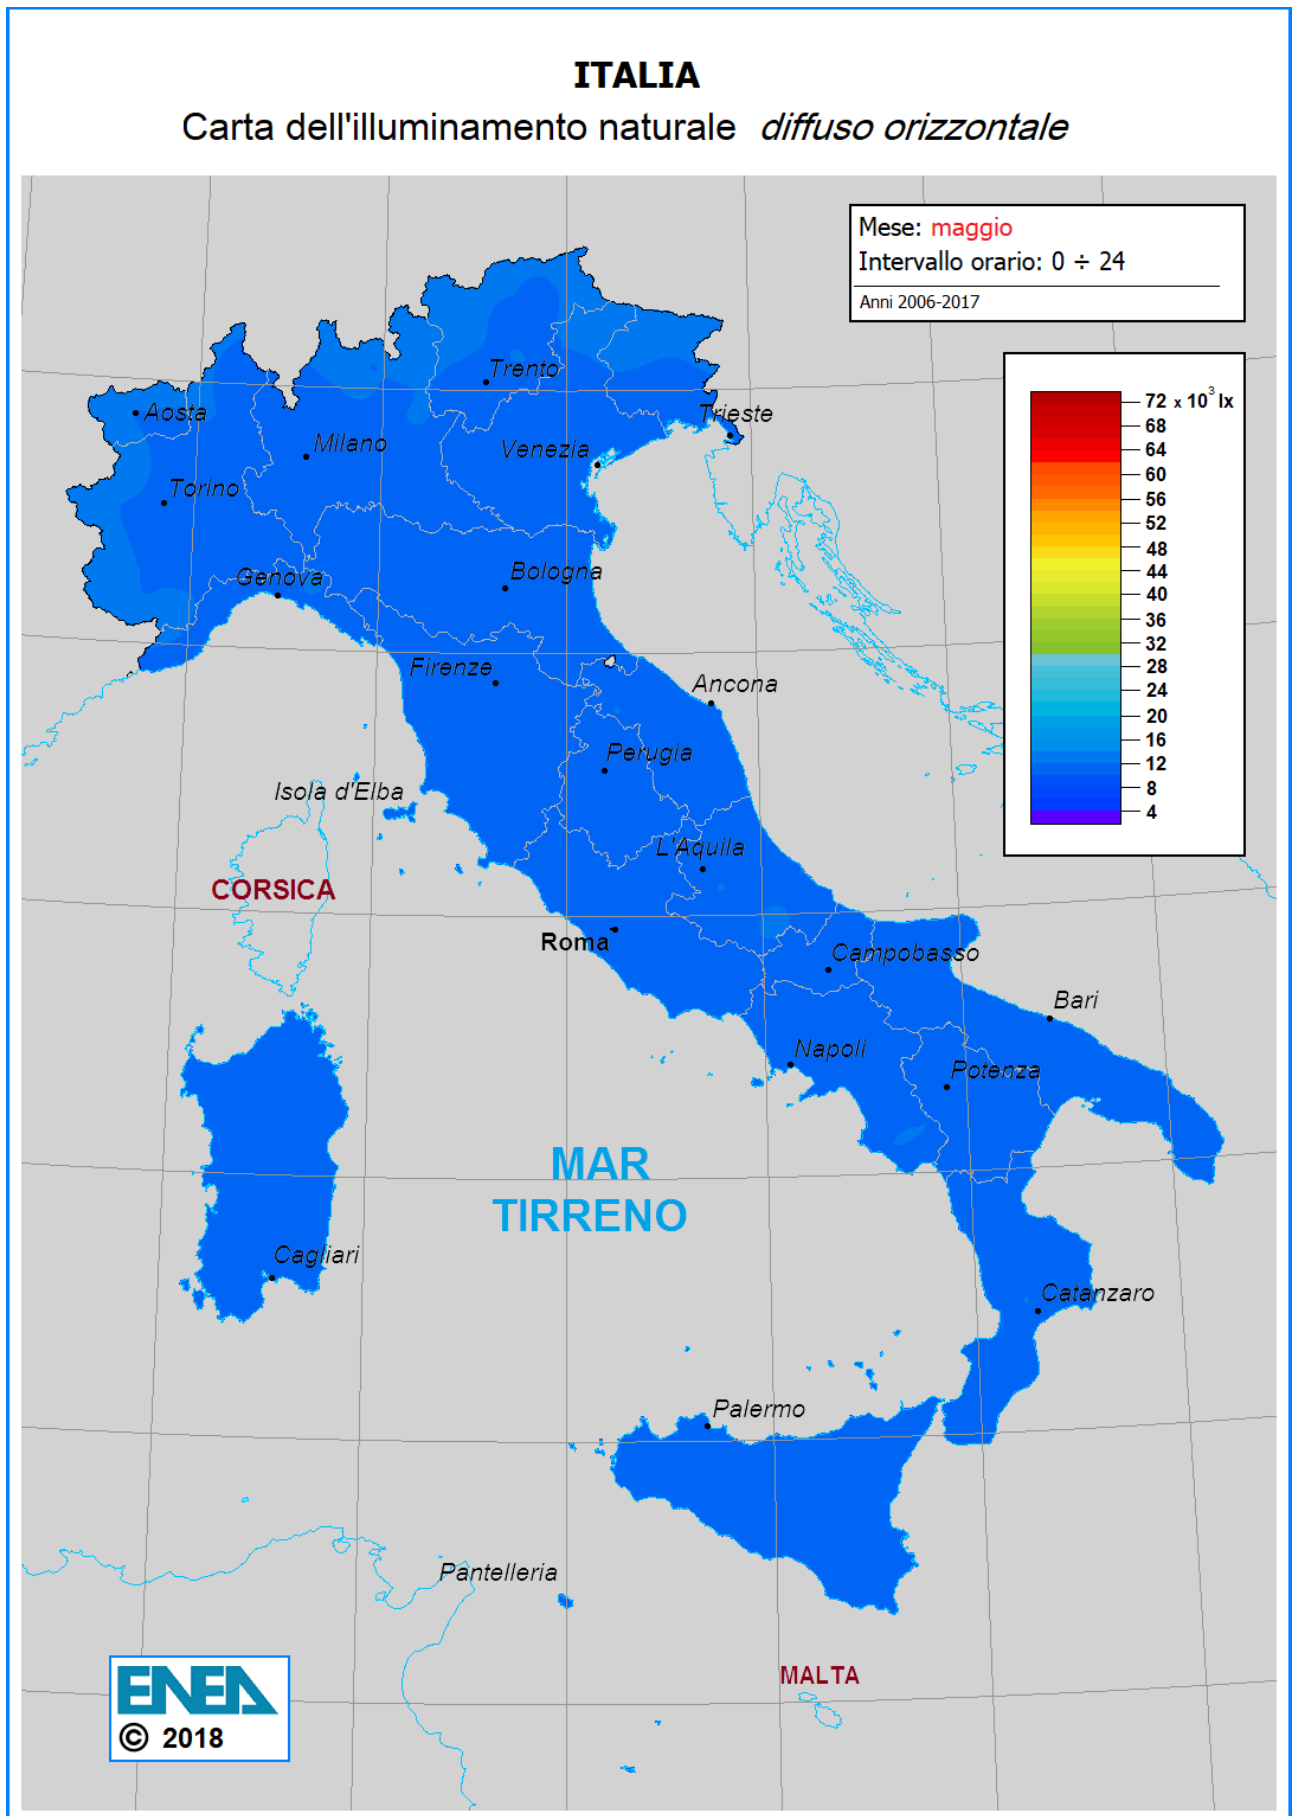 ITALIA
Carta dell'illuminamento naturale diffuso orizzontale
Mese: maggio
Intervallo orario: 0 ÷ 24
Anni 2006-2017
72 x 10³ lx
68
64
60
56
52
48
44
40
36
32
28
24
20
16
12
8
4
Trento
Aosta
Trieste
Milano
Venezia
Torino
Bologna
Genova
Firenze
Ancona
Perugia
Isola d'Elba
L'Aquila
CORSICA
Roma
Campobasso
Bari
Napoli
Potenza
MAR
TIRRENO
Cagliari
Catanzaro
Palermo
Pantelleria
MALTA
ENEA
© 2018